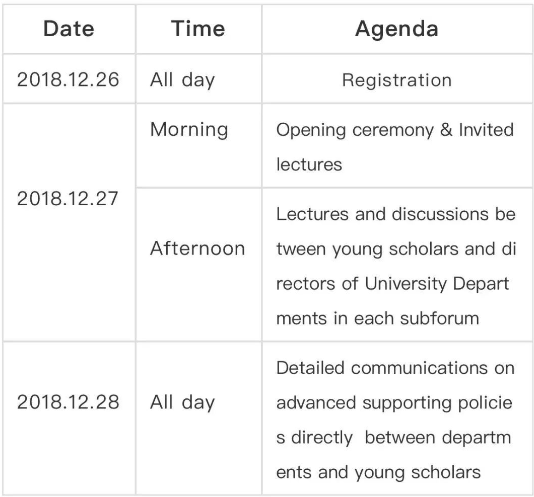 Date Time Agenda
2018.12.26 All day Registration
2018.12.27
Morning
Opening ceremony & Invited
lectures
Afternoon
Lectures and discussions be
tween young scholars and di
rectors of University Depart
ments in each subforum
2018.12.28 All day
Detailed communications on
advanced supporting policie
s directly  between departm
ents and young scholars